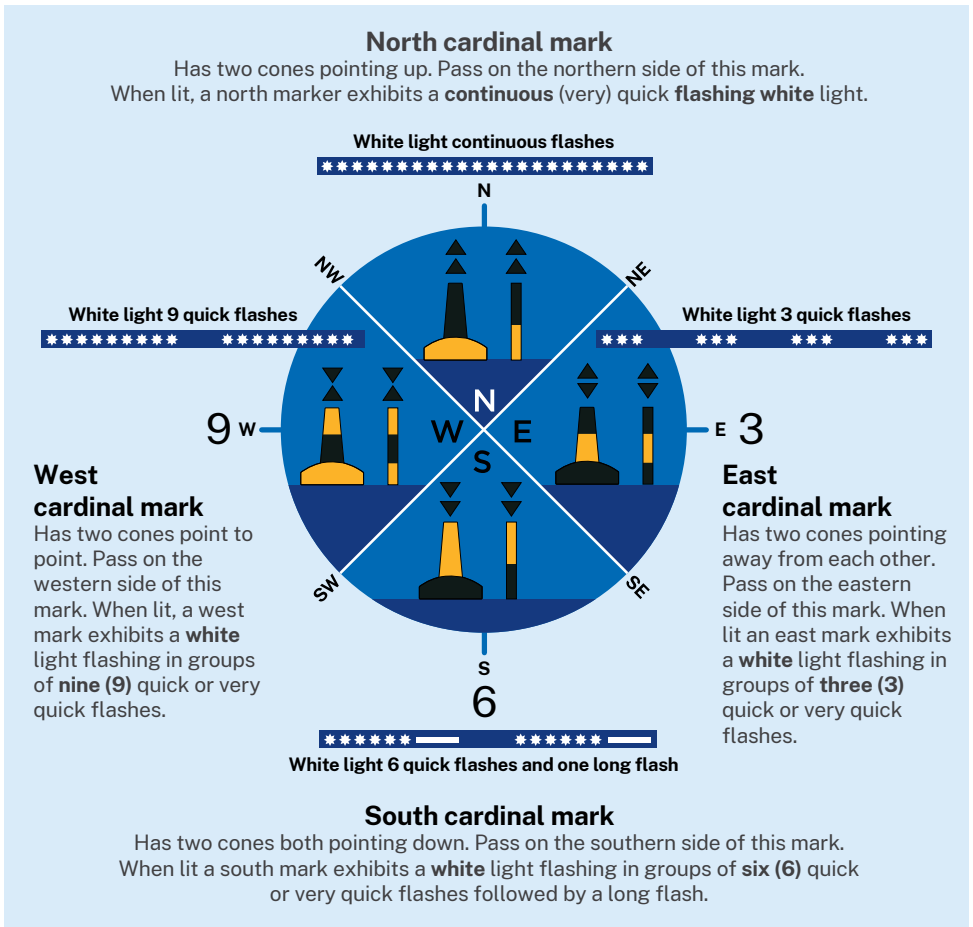 North cardinal mark
Has two cones pointing up. Pass on the northern side of this mark.
When lit, a north marker exhibits a continuous (very) quick flashing white light.
White light continuous flashes
N
NW
NE
White light 9 quick flashes
White light 3 quick flashes
N
W
E
S
9 W
E 3
West
cardinal mark
Has two cones point to
point. Pass on the
western side of this
mark. When lit, a west
mark exhibits a white
light flashing in groups
of nine (9) quick or very
quick flashes.
East
cardinal mark
Has two cones pointing
away from each other.
Pass on the eastern
side of this mark. When
lit an east mark exhibits
a white light flashing in
groups of three (3)
quick or very quick
flashes.
SW
SE
S
6
White light 6 quick flashes and one long flash
South cardinal mark
Has two cones both pointing down. Pass on the southern side of this mark.
When lit a south mark exhibits a white light flashing in groups of six (6) quick
or very quick flashes followed by a long flash.